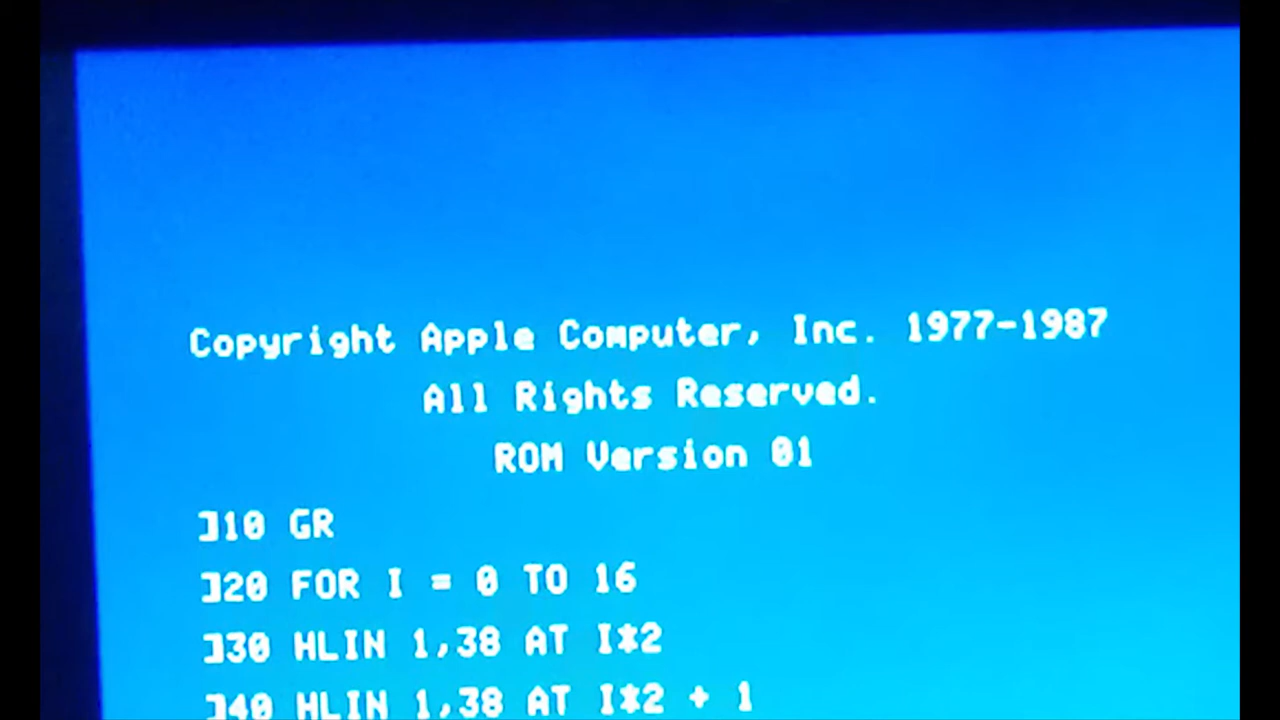 Copyright Apple Computer, Inc. 1977-1987
All Rights Reserved.
ROM Version 01
]10 GR
]20 FOR I = 0 TO 16
]30 HLIN 1,38 AT I*2
]40 HLIN 1,38 AT I*2 + 1